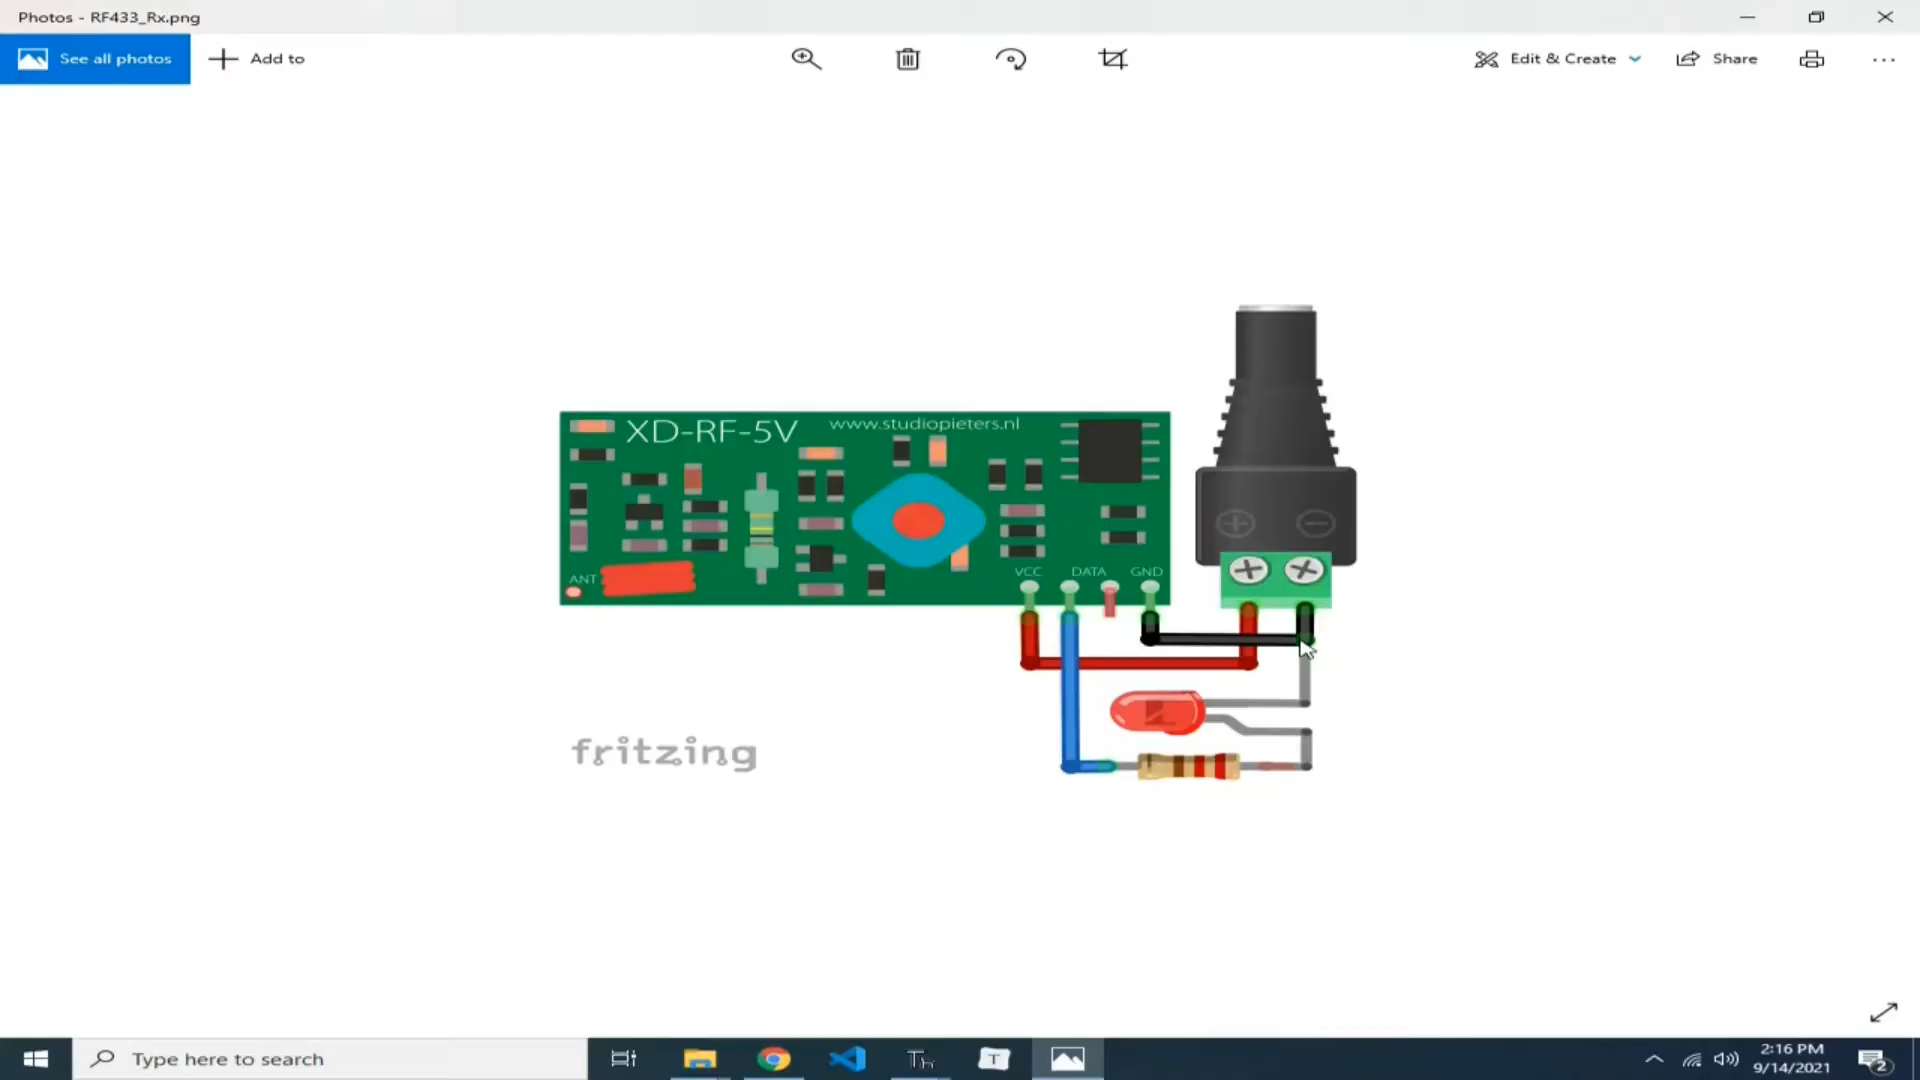 Photos - RF433_Rx.png
See all photos
Add to
Edit & Create
Share
XD-RF-5V
www.studiopieters.nl
ANT
VCC
DATA
GND
fritzing
Type here to search
2:16 PM
9/14/2021
2